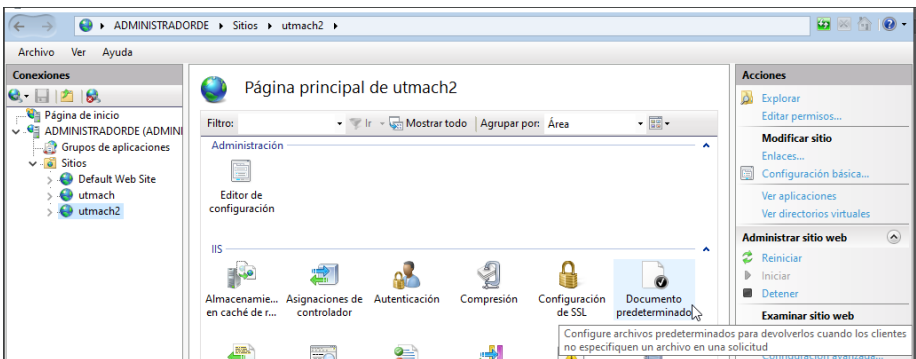 ADMINISTRADORDE ▸ Sitios ▸ utmach2 ▸
Archivo Ver Ayuda
Conexiones
Página de inicio
ADMINISTRADORDE (ADMINI
Grupos de aplicaciones
Sitios
Default Web Site
utmach
utmach2
Página principal de utmach2
Filtro: Ir Mostrar todo Agrupar por: Área
Administración
Editor de
configuración
IIS
Almacenamie... Asignaciones de Autenticación Compresión Configuración Documento
en caché de r... controlador de SSL predeterminado
Configure archivos predeterminados para devolverlos cuando los clientes
no especifiquen un archivo en una solicitud
Acciones
Explorar
Editar permisos...
Modificar sitio
Enlaces...
Configuración básica...
Ver aplicaciones
Ver directorios virtuales
Administrar sitio web
Reiniciar
Iniciar
Detener
Examinar sitio web